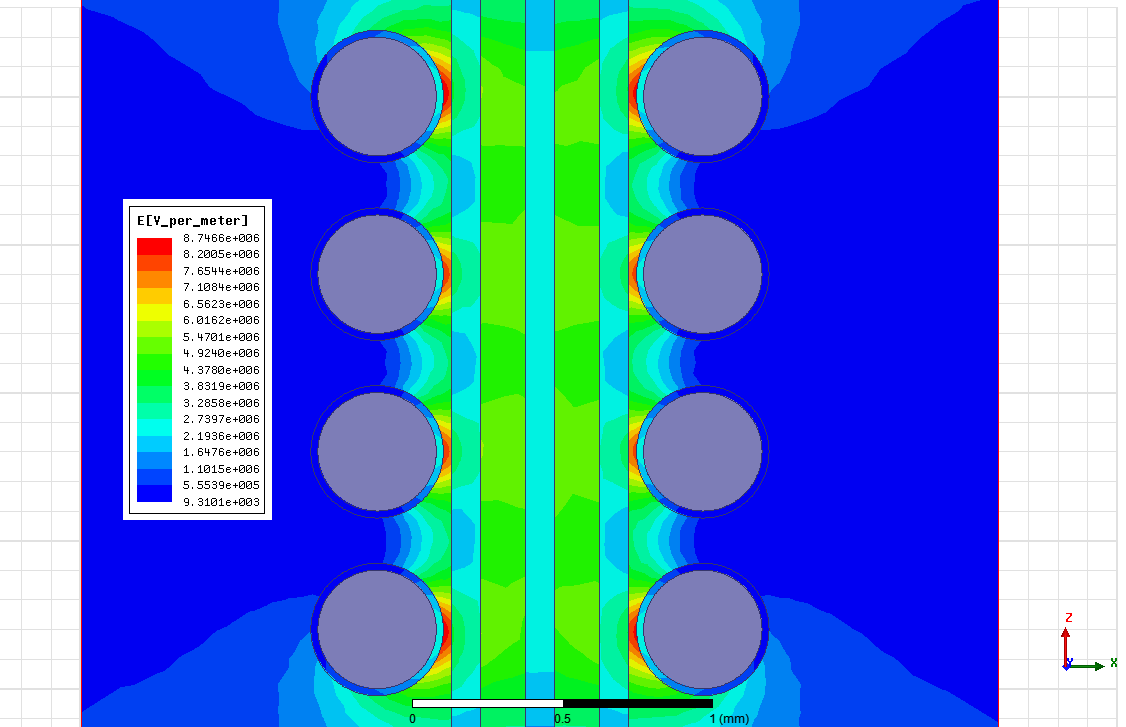 E[V_per_meter]
8.7466e+006
8.2005e+006
7.6544e+006
7.1084e+006
6.5623e+006
6.0162e+006
5.4701e+006
4.9240e+006
4.3780e+006
3.8319e+006
3.2858e+006
2.7397e+006
2.1936e+006
1.6476e+006
1.1015e+006
5.5539e+005
9.3101e+003
Z
Y X
0 0.5 1 (mm)